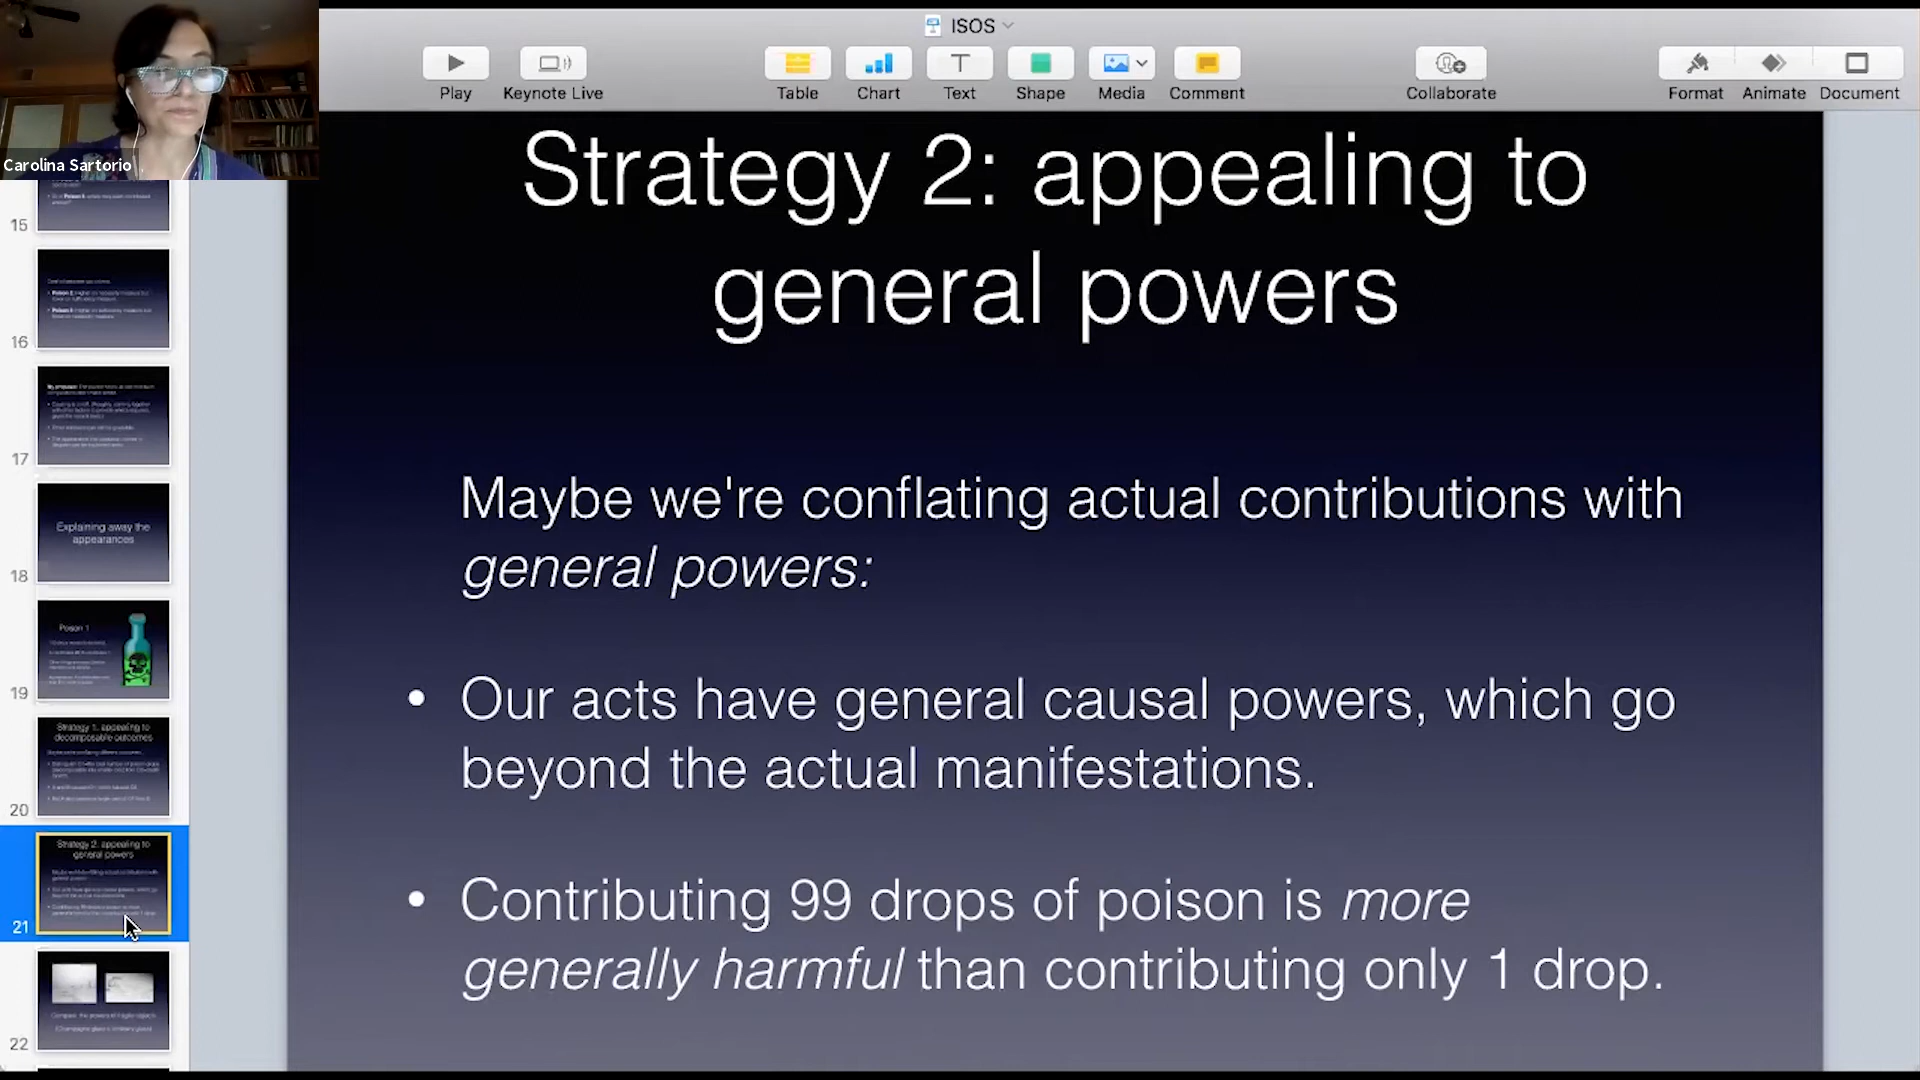 ISOS
Play
Keynote Live
Table
Chart
Text
Shape
Media
Comment
Collaborate
Format
Animate
Document
Carolina Sartorio
15
16
17
18
Explaining away the
appearances
19
Poison 1
20
Strategy 1: appealing to
decomposable outcomes
21
Strategy 2: appealing to
general powers
22
Strategy 2: appealing to
general powers
Maybe we're conflating actual contributions with
general powers:
• Our acts have general causal powers, which go
beyond the actual manifestations.
• Contributing 99 drops of poison is more
generally harmful than contributing only 1 drop.